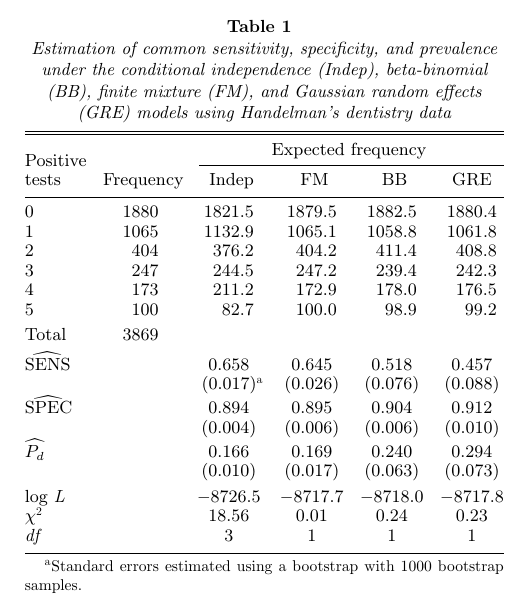 Table 1
Estimation of common sensitivity, specificity, and prevalence
under the conditional independence (Indep), beta-binomial
(BB), finite mixture (FM), and Gaussian random effects
(GRE) models using Handelman's dentistry data
Expected frequency
Positive
tests Frequency Indep FM BB GRE
0 1880 1821.5 1879.5 1882.5 1880.4
1 1065 1132.9 1065.1 1058.8 1061.8
2 404 376.2 404.2 411.4 408.8
3 247 244.5 247.2 239.4 242.3
4 173 211.2 172.9 178.0 176.5
5 100 82.7 100.0 98.9 99.2
Total 3869
SENS̑ 0.658 0.645 0.518 0.457
(0.017)ᵃ (0.026) (0.076) (0.088)
SPEC̑ 0.894 0.895 0.904 0.912
(0.004) (0.006) (0.006) (0.010)
P̂d 0.166 0.169 0.240 0.294
(0.010) (0.017) (0.063) (0.073)
log L −8726.5 −8717.7 −8718.0 −8717.8
χ² 18.56 0.01 0.24 0.23
df 3 1 1 1
ᵃStandard errors estimated using a bootstrap with 1000 bootstrap
samples.